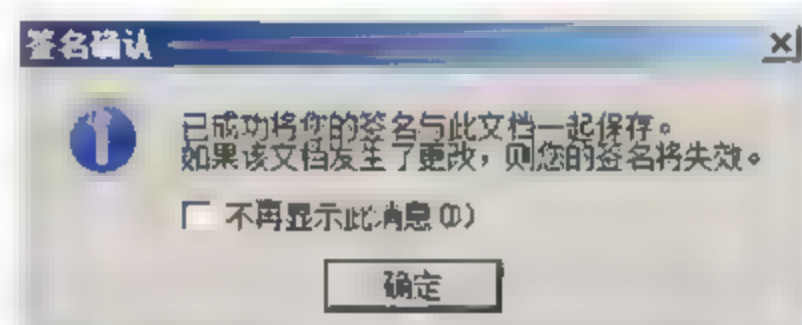 签名确认
已成功将您的签名与此文档一起保存。
如果该文档发生了更改，则您的签名将失效。
不再显示此消息(D)
确定